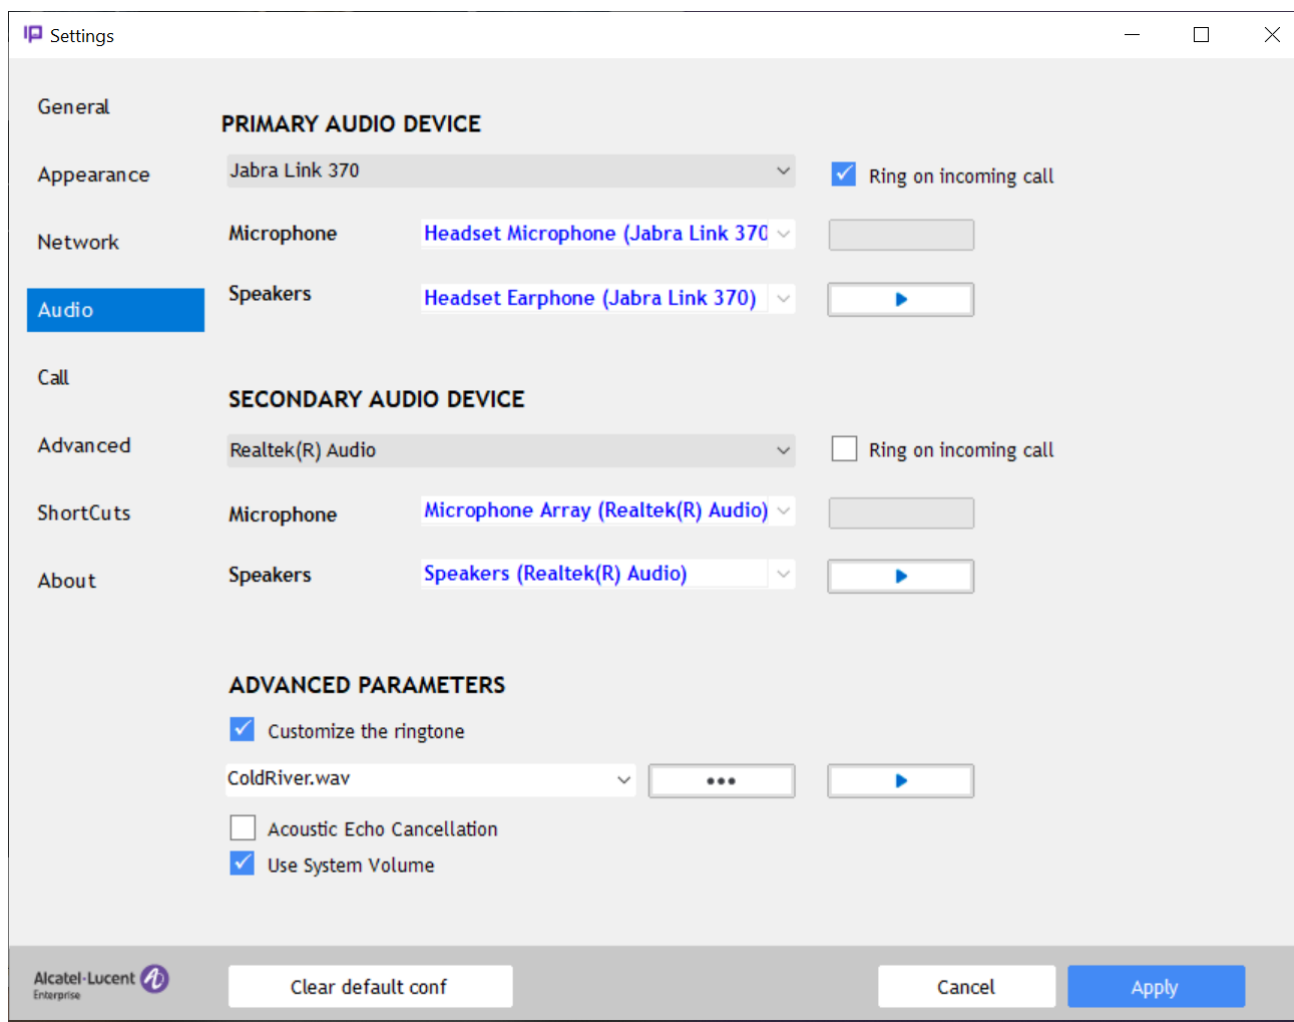 Settings
General
Appearance
Network
Audio
Call
Advanced
ShortCuts
About
PRIMARY AUDIO DEVICE
Jabra Link 370
Ring on incoming call
Microphone
Headset Microphone (Jabra Link 370
Speakers
Headset Earphone (Jabra Link 370)
SECONDARY AUDIO DEVICE
Realtek(R) Audio
Ring on incoming call
Microphone
Microphone Array (Realtek(R) Audio)
Speakers
Speakers (Realtek(R) Audio)
ADVANCED PARAMETERS
Customize the ringtone
ColdRiver.wav
•••
Acoustic Echo Cancellation
Use System Volume
Alcatel·Lucent
Enterprise
Clear default conf
Cancel
Apply